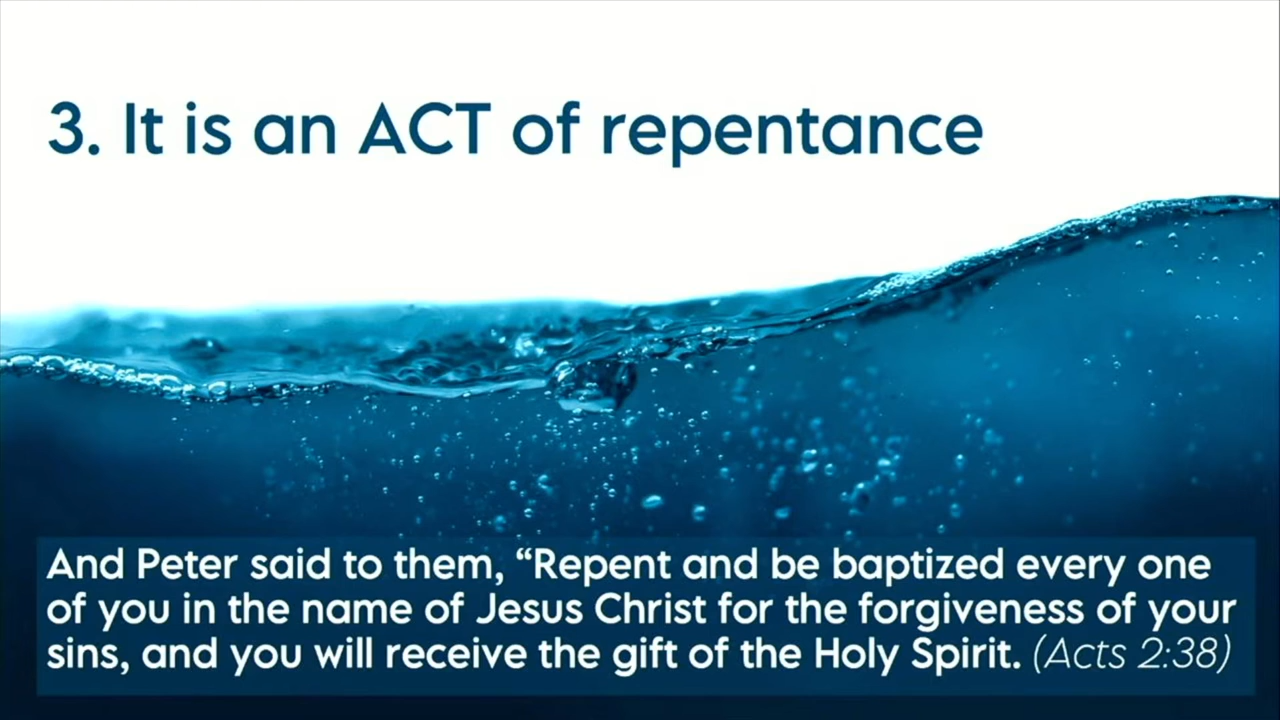 3. It is an ACT of repentance
And Peter said to them, “Repent and be baptized every one
of you in the name of Jesus Christ for the forgiveness of your
sins, and you will receive the gift of the Holy Spirit. (Acts 2:38)